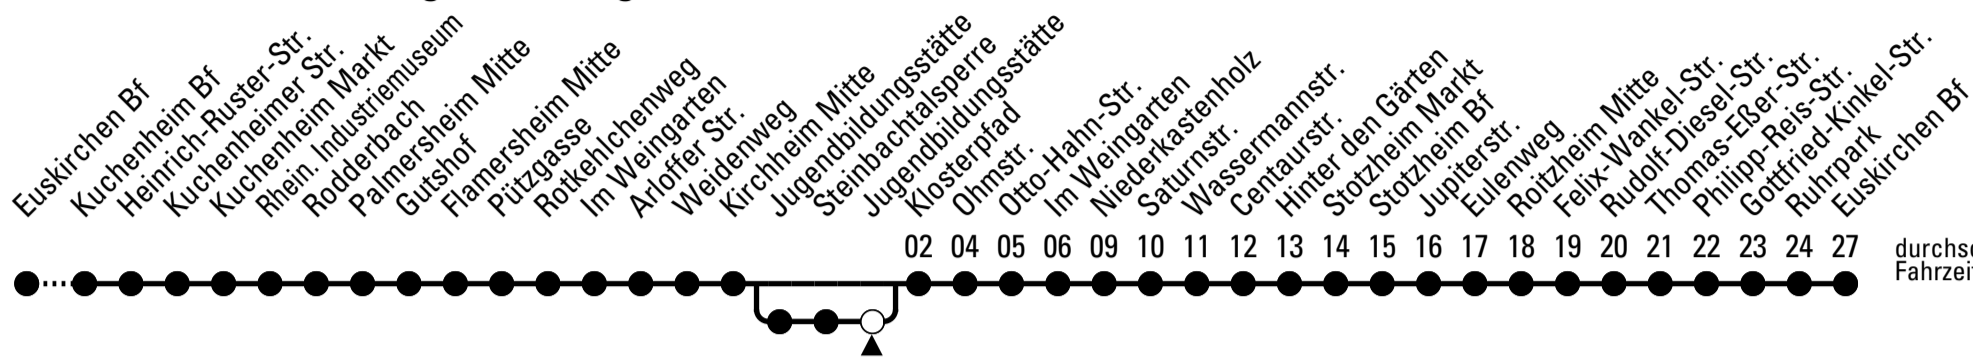 Euskirchen Bf
Kuchenheim Bf
Heinrich-Ruster-Str.
Kuchenheimer Str.
Kuchenheim Markt
Rhein. Industriemuseum
Rodderbach
Palmersheim Mitte
Gutshof
Flamersheim Mitte
Pützgasse
Rotkehlchenweg
Im Weingarten
Arloffer Str.
Weidenweg
Kirchheim Mitte
Jugendbildungsstätte
Steinbachtalsperre
Jugendbildungsstätte
Klosterpfad
Ohmstr.
Otto-Hahn-Str.
Im Weingarten
Niederkastenholz
Saturnstr.
Wassermannstr.
Centaurstr.
Hinter den Gärten
Stotzheim Markt
Stotzheim Bf
Jupiterstr.
Eulenweg
Roitzheim Mitte
Felix-Wankel-Str.
Rudolf-Diesel-Str.
Thomas-Eßer-Str.
Philipp-Reis-Str.
Gottfried-Kinkel-Str.
Ruhrpark
Euskirchen Bf
02 04 05 06 09 10 11 12 13 14 15 16 17 18 19 20 21 22 23 24 27
durchsc
Fahrzei